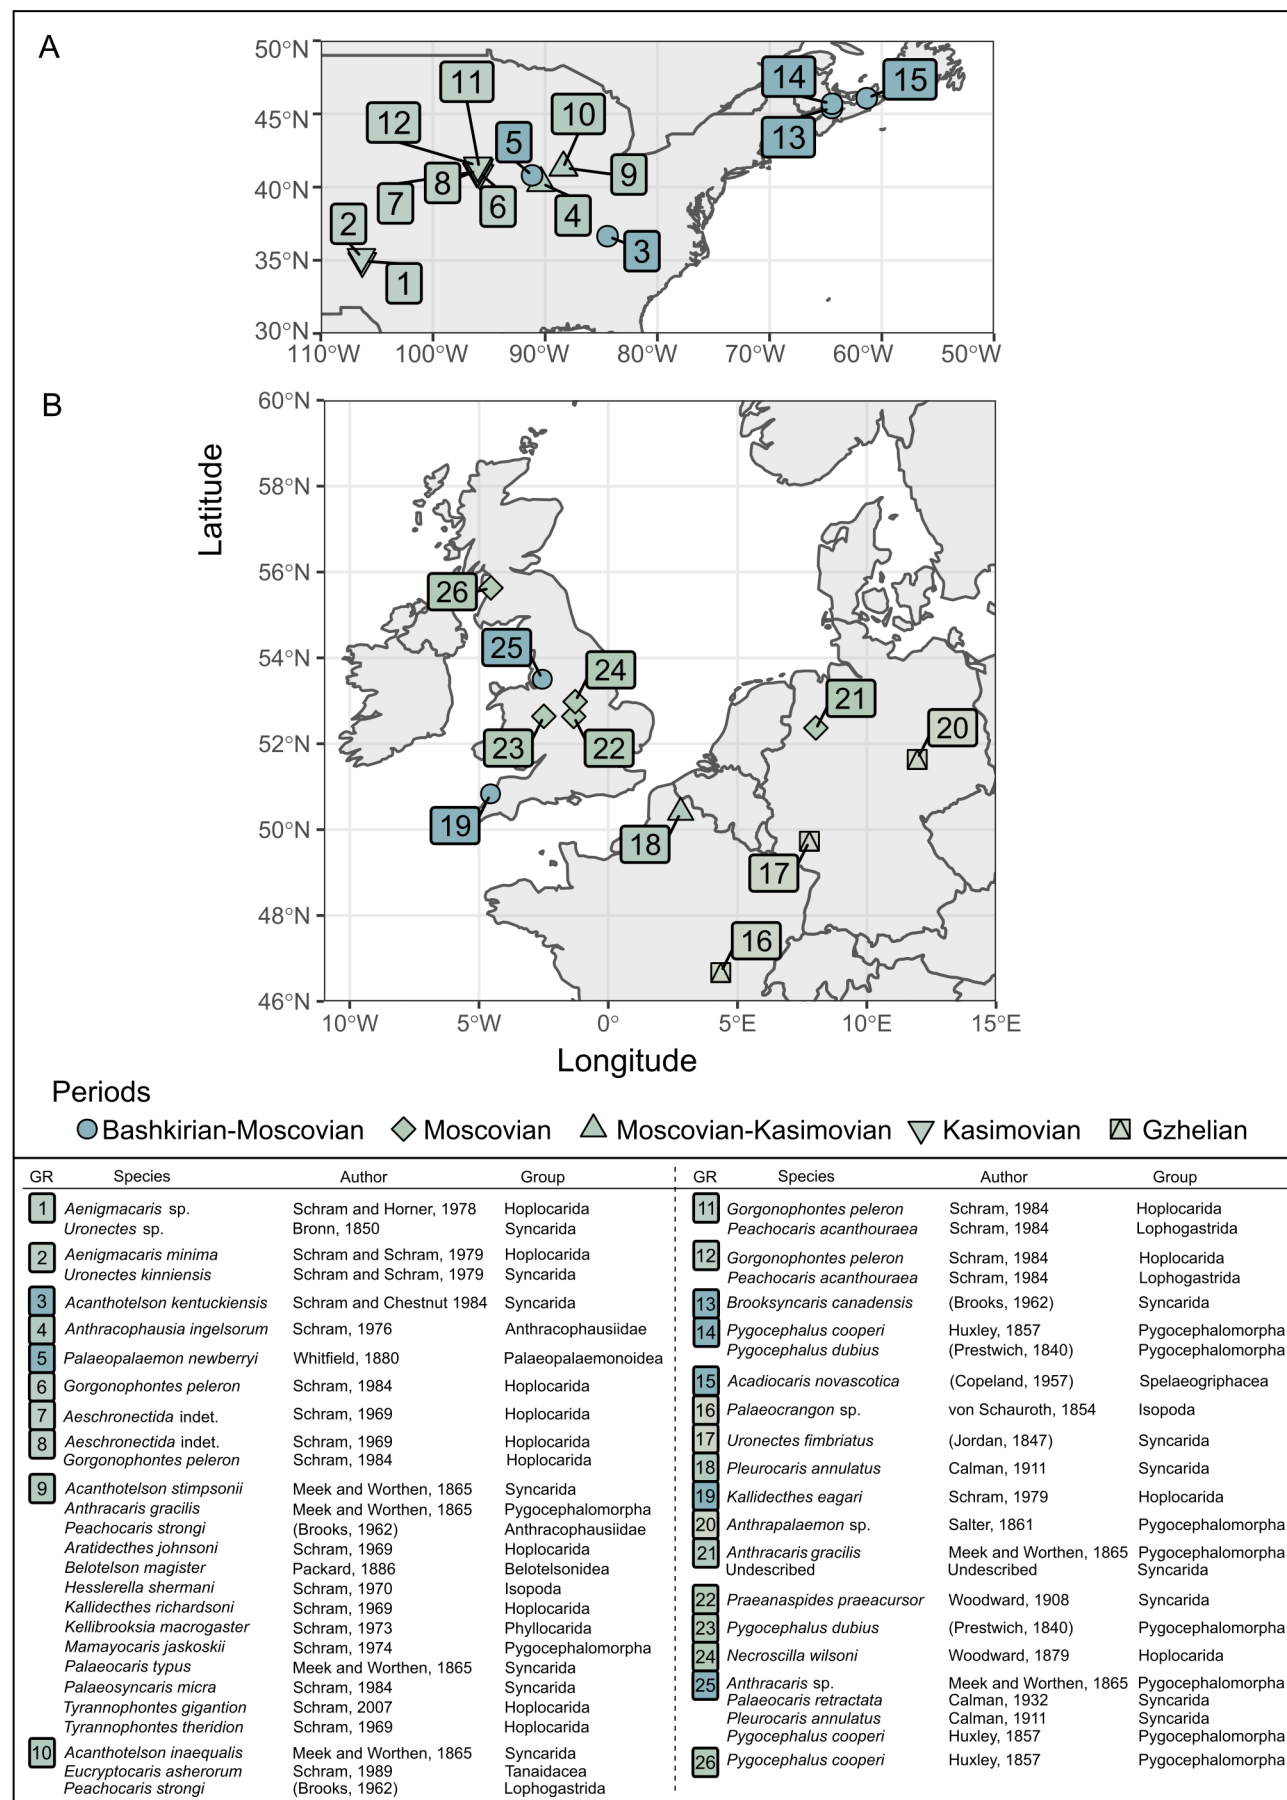 A
50°N
45°N
40°N
35°N
30°N
110°W 100°W 90°W 80°W 70°W 60°W 50°W
11
14
15
12
10
5
13
8
9
7
6
4
2
3
1
B
60°N
58°N
56°N
54°N
52°N
50°N
48°N
46°N
10°W 5°W 0° 5°E 10°E 15°E
Latitude
Longitude
26
25
24
21
20
23
22
19
18
17
16
Periods
Bashkirian-Moscovian Moscovian Moscovian-Kasimovian Kasimovian Gzhelian
GR Species Author Group
1 Aenigmacaris sp. Schram and Horner, 1978 Hoplocarida
Uronectes sp. Bronn, 1850 Syncarida
2 Aenigmacaris minima Schram and Schram, 1979 Hoplocarida
Uronectes kinniensis Schram and Schram, 1979 Syncarida
3 Acanthotelson kentuckiensis Schram and Chestnut 1984 Syncarida
4 Anthracophausia ingelsorum Schram, 1976 Anthracophausiidae
5 Palaeopalaemon newberryi Whitfield, 1880 Palaeopalaemonoidea
6 Gorgonophontes peleron Schram, 1984 Hoplocarida
7 Aeschronectida indet. Schram, 1969 Hoplocarida
8 Aeschronectida indet. Schram, 1969 Hoplocarida
Gorgonophontes peleron Schram, 1984 Hoplocarida
9 Acanthotelson stimpsonii Meek and Worthen, 1865 Syncarida
Anthracaris gracilis Meek and Worthen, 1865 Pygocephalomorpha
Peachocaris strongi (Brooks, 1962) Anthracophausiidae
Aratidecthes johnsoni Schram, 1969 Hoplocarida
Belotelson magister Packard, 1886 Belotelsonidea
Hesslerella shermani Schram, 1970 Isopoda
Kallidecthes richardsoni Schram, 1969 Hoplocarida
Kellibrooksia macrogaster Schram, 1973 Phyllocarida
Mamayocaris jaskoskii Schram, 1974 Pygocephalomorpha
Palaeocaris typus Meek and Worthen, 1865 Syncarida
Palaeosyncaris micra Schram, 1984 Syncarida
Tyrannophontes gigantion Schram, 2007 Hoplocarida
Tyrannophontes theridion Schram, 1969 Hoplocarida
10 Acanthotelson inaequalis Meek and Worthen, 1865 Syncarida
Eucryptocaris asherorum Schram, 1989 Tanaidacea
Peachocaris strongi (Brooks, 1962) Lophogastrida
GR Species Author Group
11 Gorgonophontes peleron Schram, 1984 Hoplocarida
Peachocaris acanthouraea Schram, 1984 Lophogastrida
12 Gorgonophontes peleron Schram, 1984 Hoplocarida
Peachocaris acanthouraea Schram, 1984 Lophogastrida
13 Brooksyncaris canadensis (Brooks, 1962) Syncarida
14 Pygocephalus cooperi Huxley, 1857 Pygocephalomorpha
Pygocephalus dubius (Prestwich, 1840) Pygocephalomorpha
15 Acadiocaris novascotica (Copeland, 1957) Spelaeogriphacea
16 Palaeocrangon sp. von Schauroth, 1854 Isopoda
17 Uronectes fimbriatus (Jordan, 1847) Syncarida
18 Pleurocaris annulatus Calman, 1911 Syncarida
19 Kallidecthes eagari Schram, 1979 Hoplocarida
20 Anthrapalaemon sp. Salter, 1861 Pygocephalomorpha
21 Anthracaris gracilis Meek and Worthen, 1865 Pygocephalomorpha
Undescribed Undescribed Syncarida
22 Praeanaspides praeacursor Woodward, 1908 Syncarida
23 Pygocephalus dubius (Prestwich, 1840) Pygocephalomorpha
24 Necroscilla wilsoni Woodward, 1879 Hoplocarida
25 Anthracaris sp. Meek and Worthen, 1865 Pygocephalomorpha
Palaeocaris retractata Calman, 1932 Syncarida
Pleurocaris annulatus Calman, 1911 Syncarida
Pygocephalus cooperi Huxley, 1857 Pygocephalomorpha
26 Pygocephalus cooperi Huxley, 1857 Pygocephalomorpha